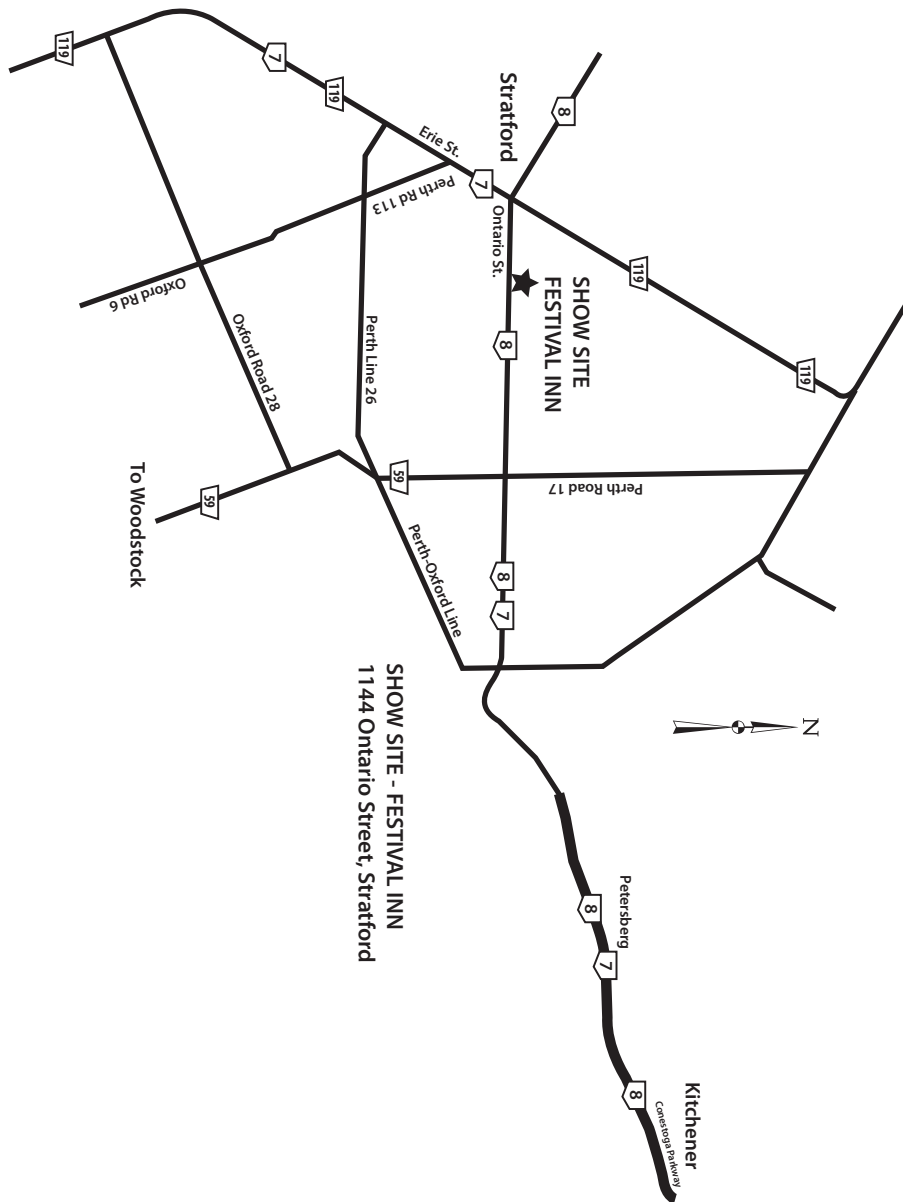 N
Kitchener
Conestoga Parkway
8
7
Petersberg
8
119
119
8
Stratford
SHOW SITE
FESTIVAL INN
Perth Road 17
Ontario St.
8
8
7
7
Erie St.
119
7
119
Perth Rd 113
Perth Line 26
59
Perth-Oxford Line
Oxford Rd 6
Oxford Road 28
59
To Woodstock
SHOW SITE - FESTIVAL INN
1144 Ontario Street, Stratford